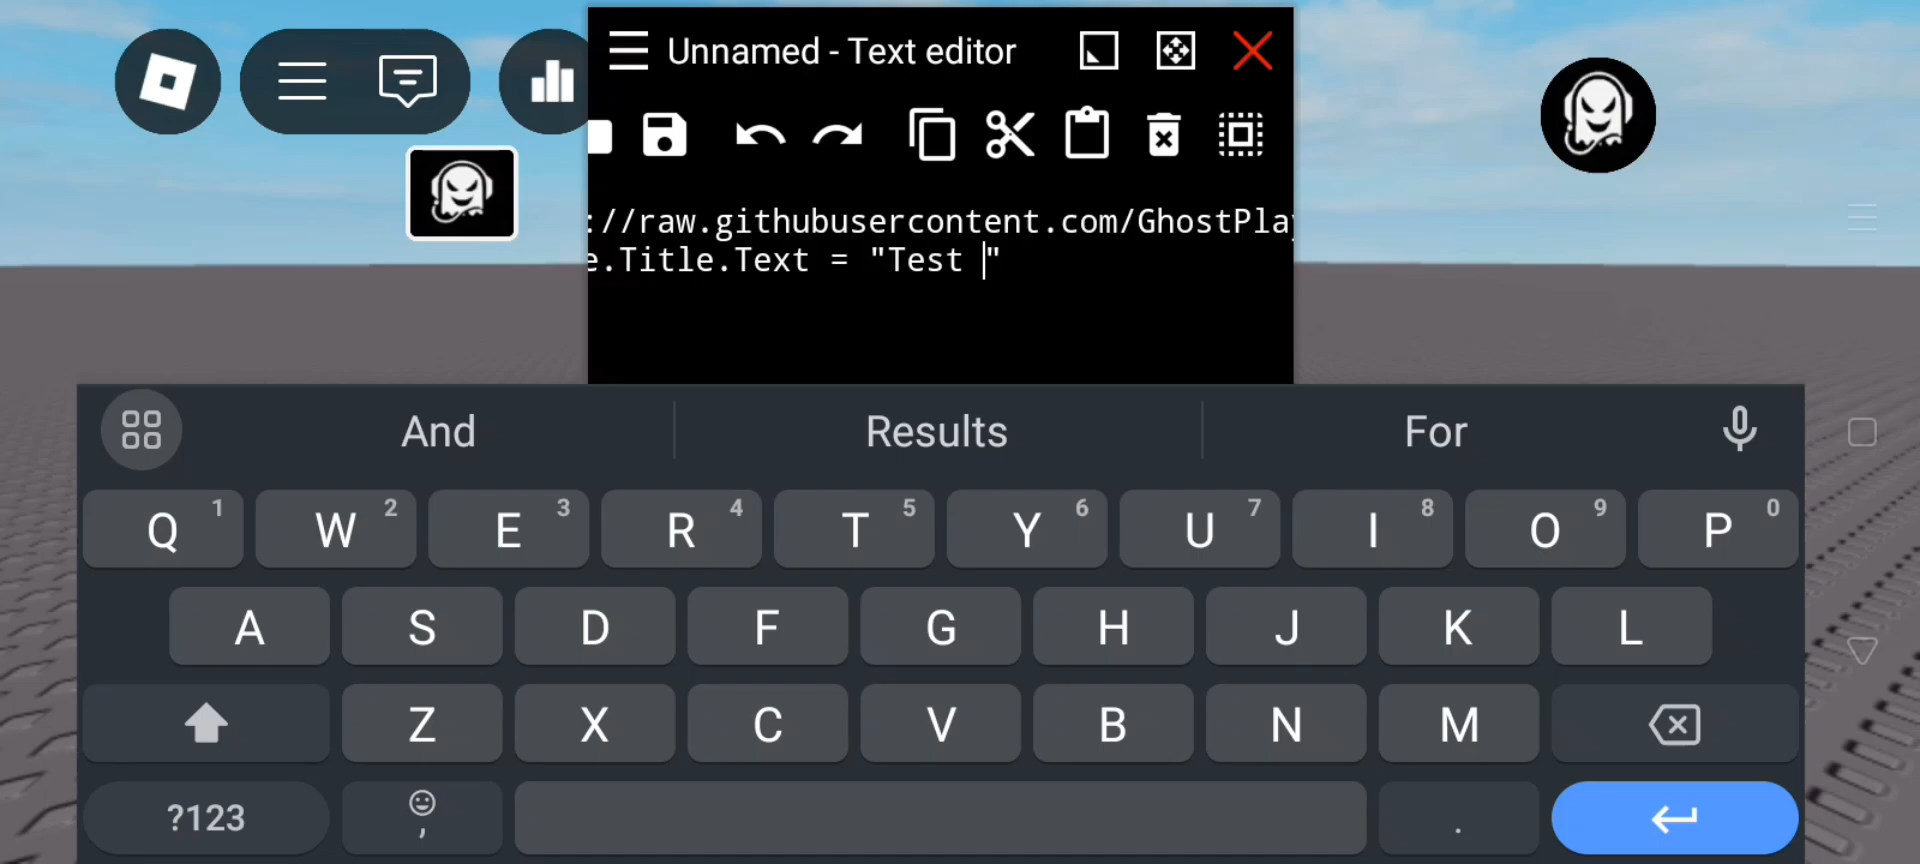 Unnamed - Text editor
://raw.githubusercontent.com/GhostPlay
e.Title.Text = "Test "
And Results For
Q 1 W 2 E 3 R 4 T 5 Y 6 U 7 I 8 O 9 P 0
A S D F G H J K L
Z X C V B N M
?123 , .